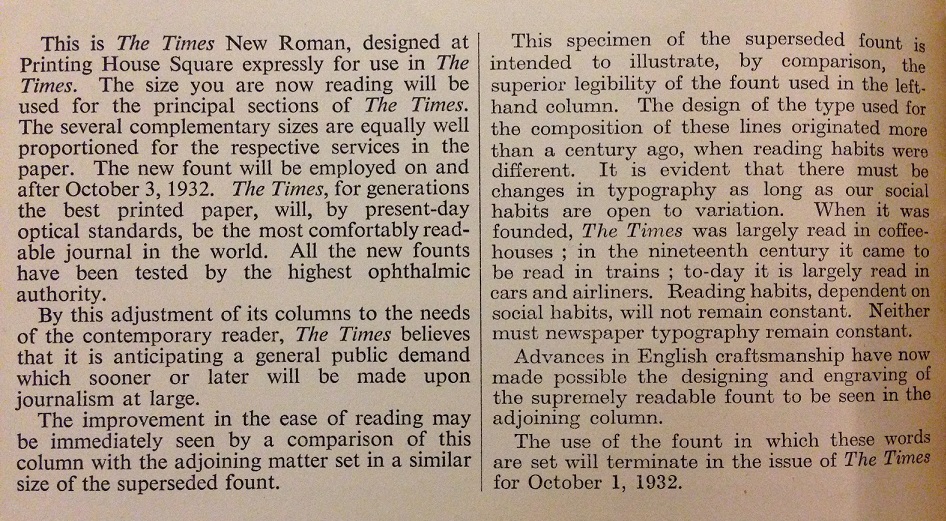 This is The Times New Roman, designed at
Printing House Square expressly for use in The
Times. The size you are now reading will be
used for the principal sections of The Times.
The several complementary sizes are equally well
proportioned for the respective services in the
paper. The new fount will be employed on and
after October 3, 1932. The Times, for generations
the best printed paper, will, by present-day
optical standards, be the most comfortably read-
able journal in the world. All the new founts
have been tested by the highest ophthalmic
authority.
By this adjustment of its columns to the needs
of the contemporary reader, The Times believes
that it is anticipating a general public demand
which sooner or later will be made upon
journalism at large.
The improvement in the ease of reading may
be immediately seen by a comparison of this
column with the adjoining matter set in a similar
size of the superseded fount.
This specimen of the superseded fount is
intended to illustrate, by comparison, the
superior legibility of the fount used in the left-
hand column. The design of the type used for
the composition of these lines originated more
than a century ago, when reading habits were
different. It is evident that there must be
changes in typography as long as our social
habits are open to variation. When it was
founded, The Times was largely read in coffee-
houses ; in the nineteenth century it came to
be read in trains ; to-day it is largely read in
cars and airliners. Reading habits, dependent on
social habits, will not remain constant. Neither
must newspaper typography remain constant.
Advances in English craftsmanship have now
made possible the designing and engraving of
the supremely readable fount to be seen in the
adjoining column.
The use of the fount in which these words
are set will terminate in the issue of The Times
for October 1, 1932.